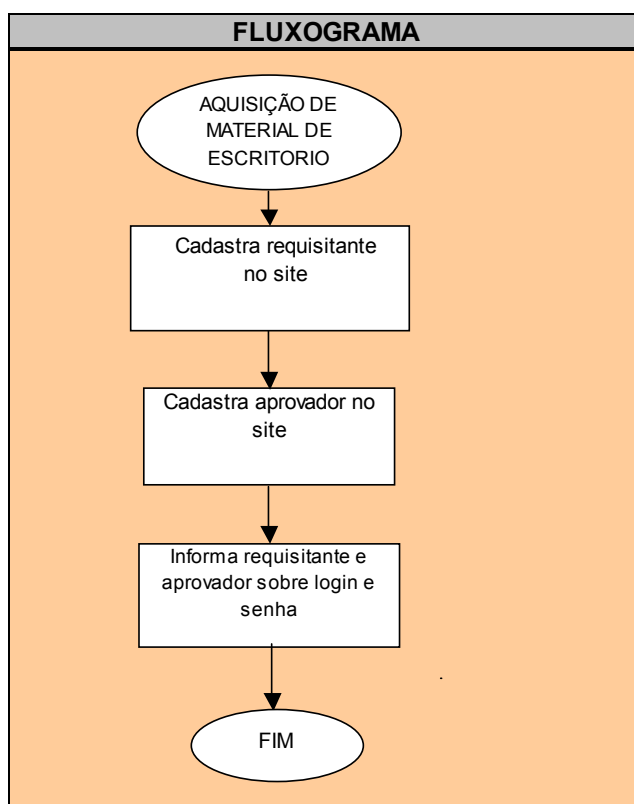 FLUXOGRAMA
AQUISIÇÃO DE
MATERIAL DE
ESCRITORIO
Cadastra requisitante
no site
Cadastra aprovador no
site
Informa requisitante e
aprovador sobre login e
senha
.
FIM